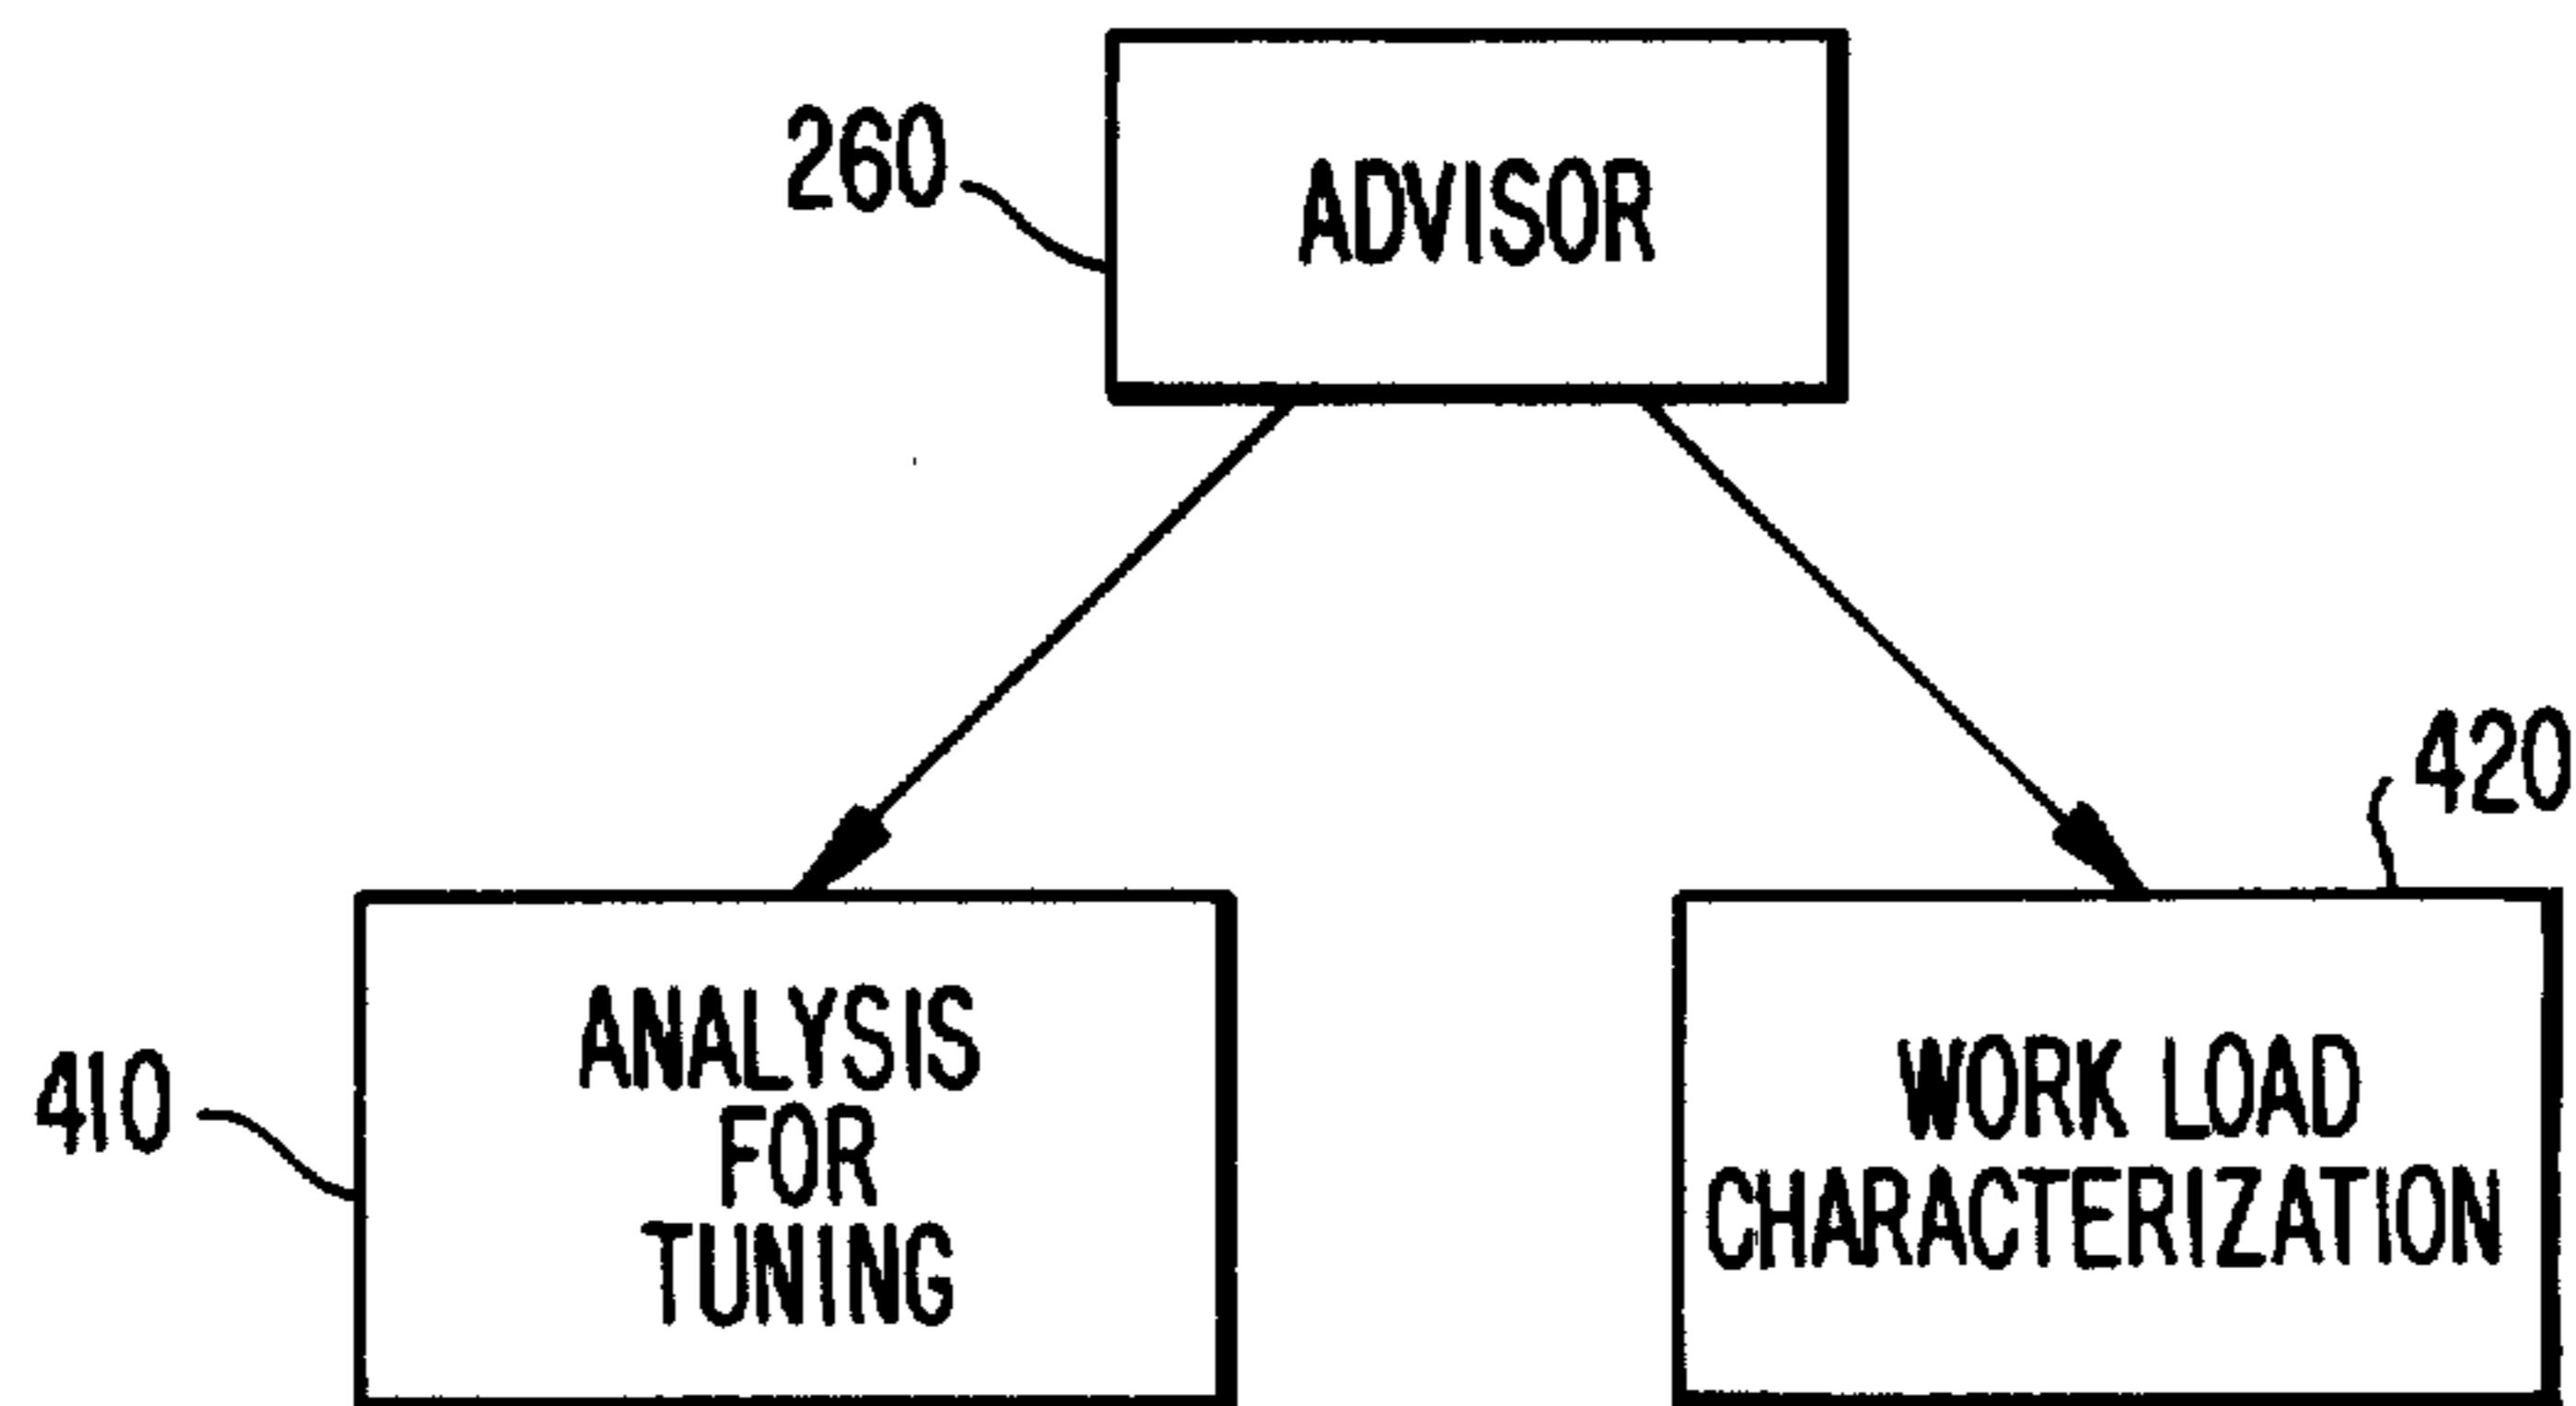 260
ADVISOR
420
410
ANALYSIS
FOR
TUNING
WORK LOAD
CHARACTERIZATION